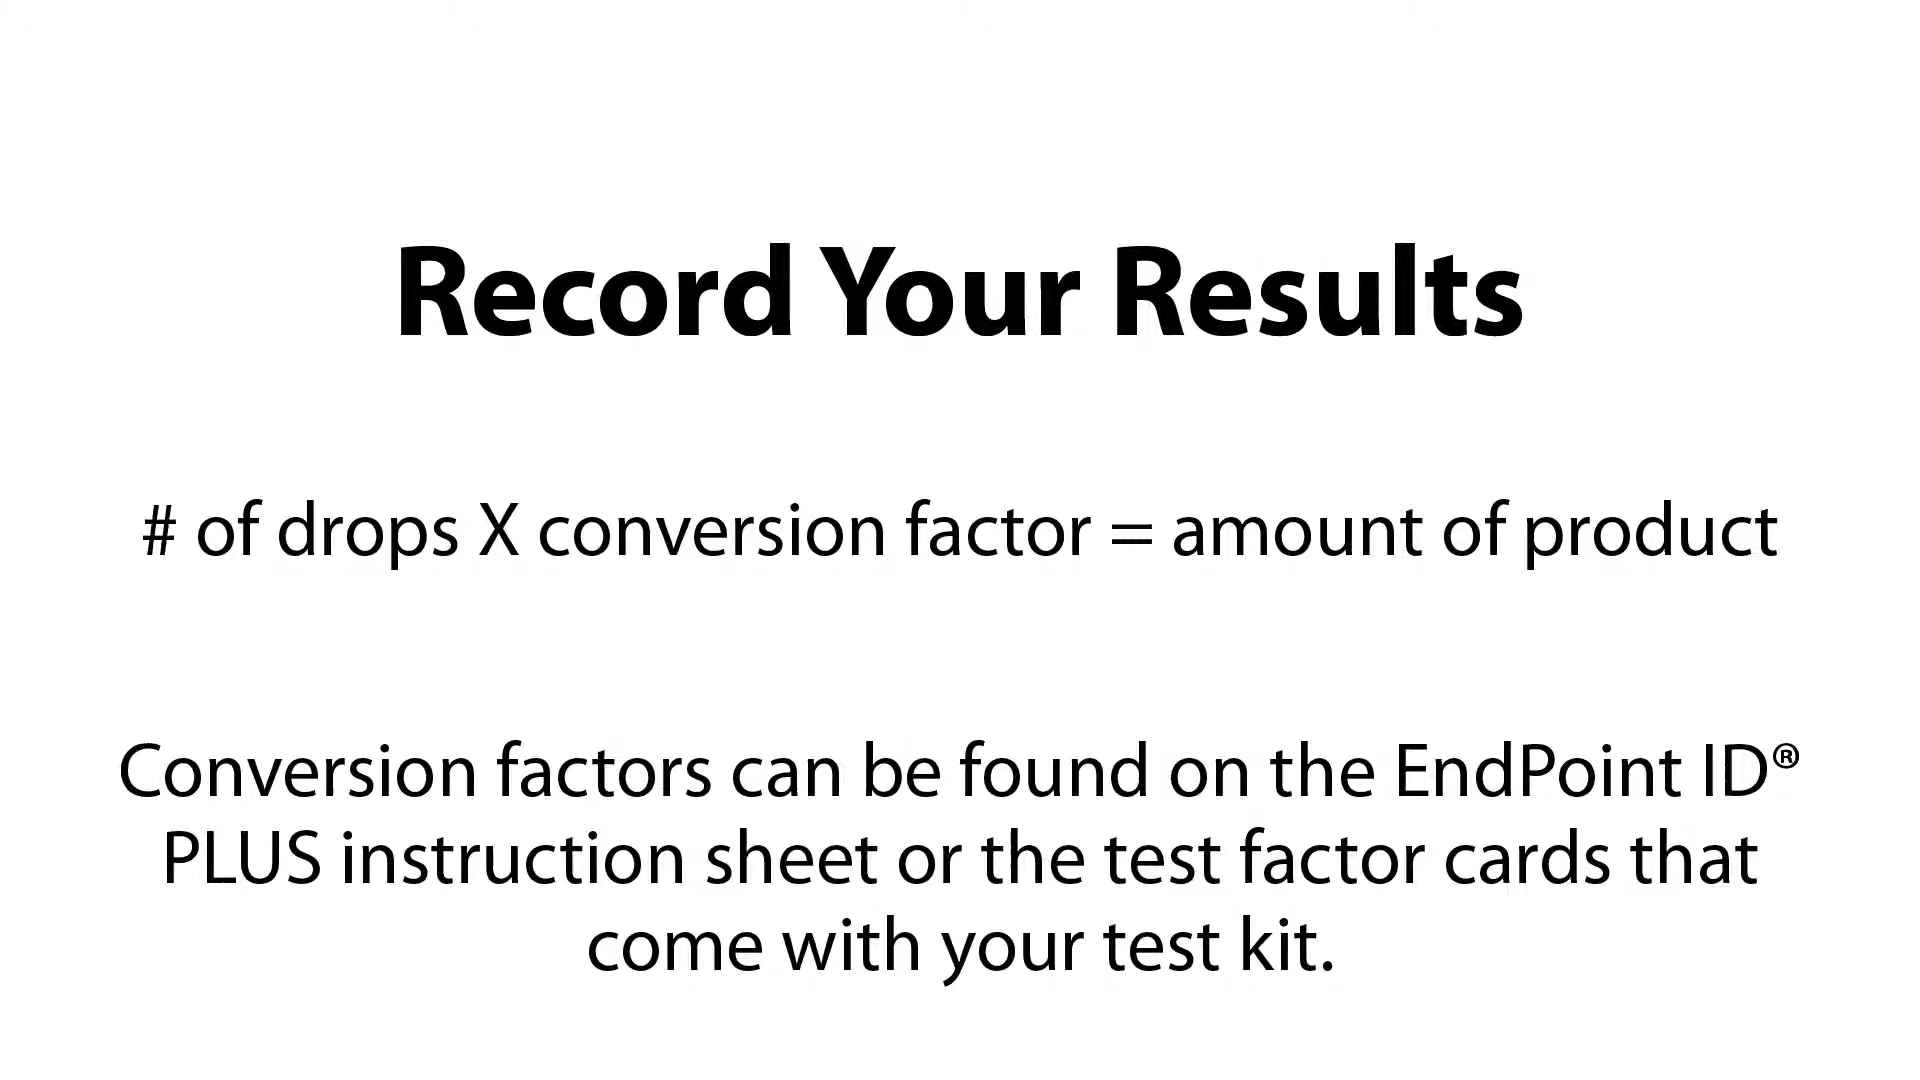 Record Your Results
# of drops X conversion factor = amount of product
Conversion factors can be found on the EndPoint ID®
PLUS instruction sheet or the test factor cards that
come with your test kit.